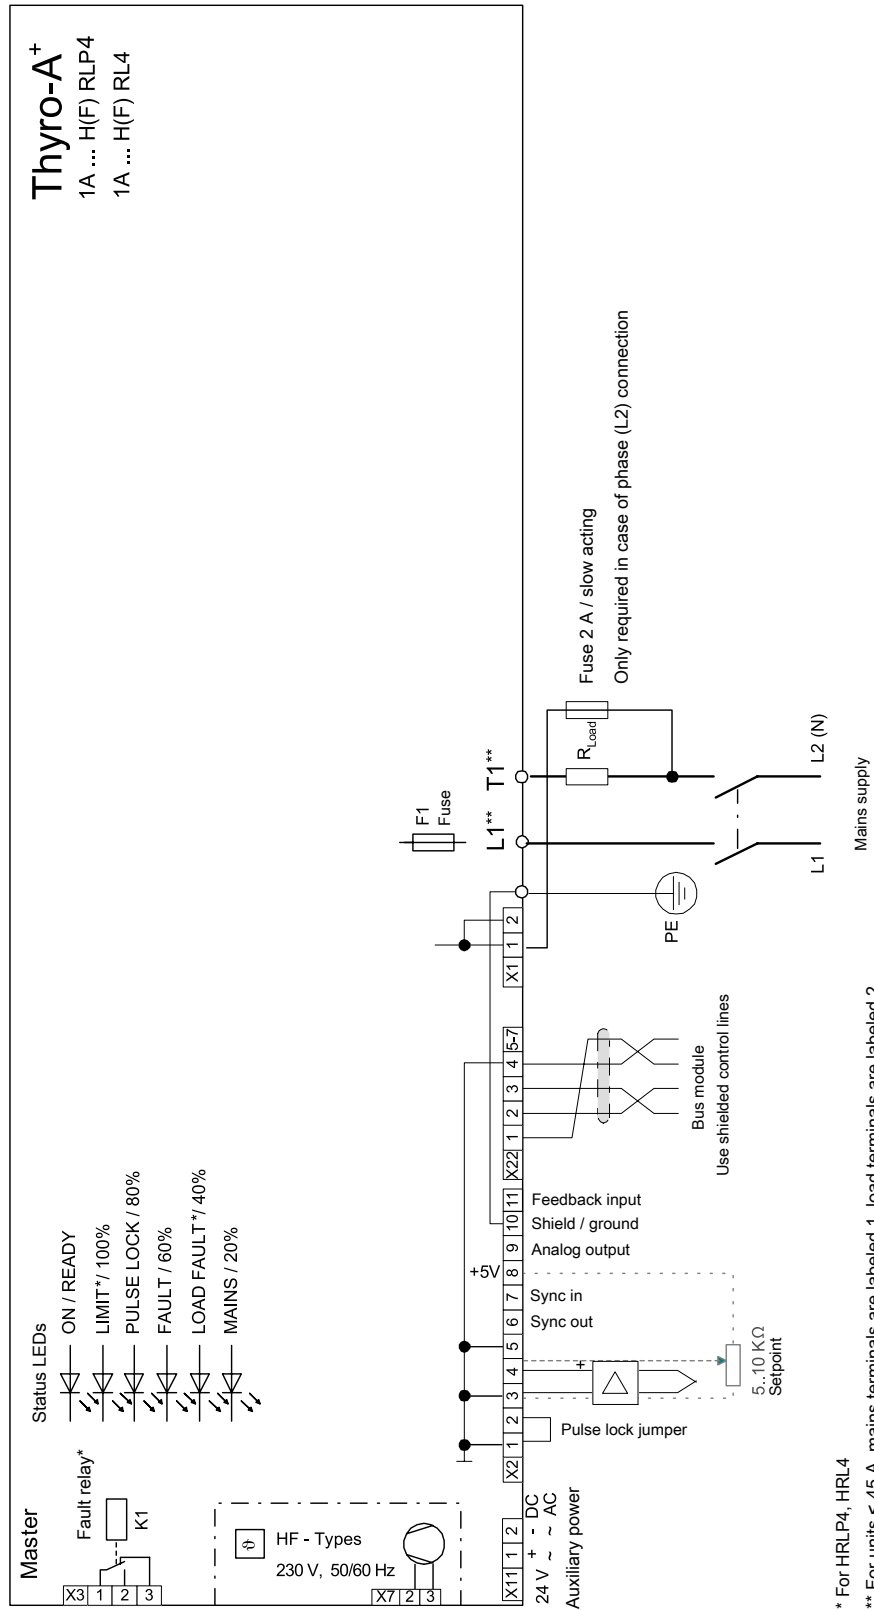 Thyro-A+
1A ... H(F) RLP4
1A ... H(F) RL4
Master
Fault relay*
K1
X3 1 2 3
Status LEDs
ON / READY
LIMIT*/ 100%
PULSE LOCK / 80%
FAULT / 60%
LOAD FAULT*/ 40%
MAINS / 20%
ϑ
HF - Types
230 V, 50/60 Hz
X7 2 3
F1
Fuse
L1**
T1**
+5V
X11 1 2
24 V + - DC
~ ~ AC
Auxiliary power
X2 1 2 3 4 5 6 7 8 9 10 11
Pulse lock jumper
+
5..10 KΩ
Setpoint
Sync out
Sync in
Analog output
Shield / ground
Feedback input
X22 1 2 3 4 5-7
Bus module
Use shielded control lines
X1 1 2
PE
RLoad
Fuse 2 A / slow acting
Only required in case of phase (L2) connection
L1
L2 (N)
Mains supply
* For HRLP4, HRL4
** For units ≤ 45 A, mains terminals are labeled 1, load terminals are labeled 2